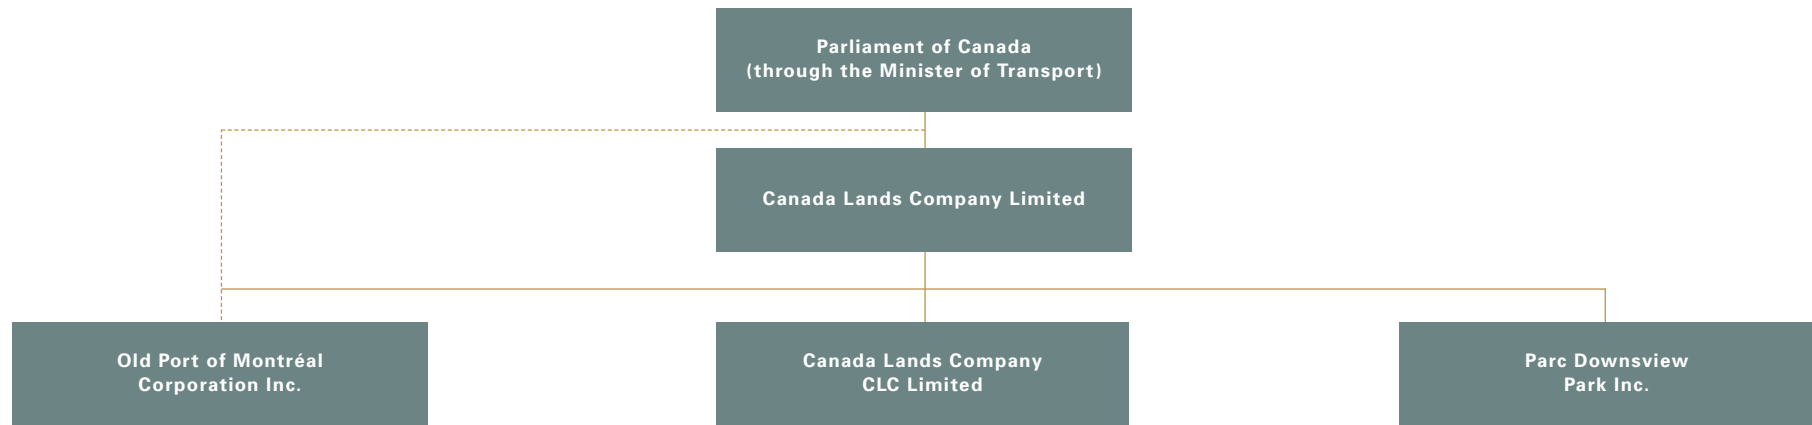 Parliament of Canada
(through the Minister of Transport)
Canada Lands Company Limited
Old Port of Montréal
Corporation Inc.
Canada Lands Company
CLC Limited
Parc Downsview
Park Inc.